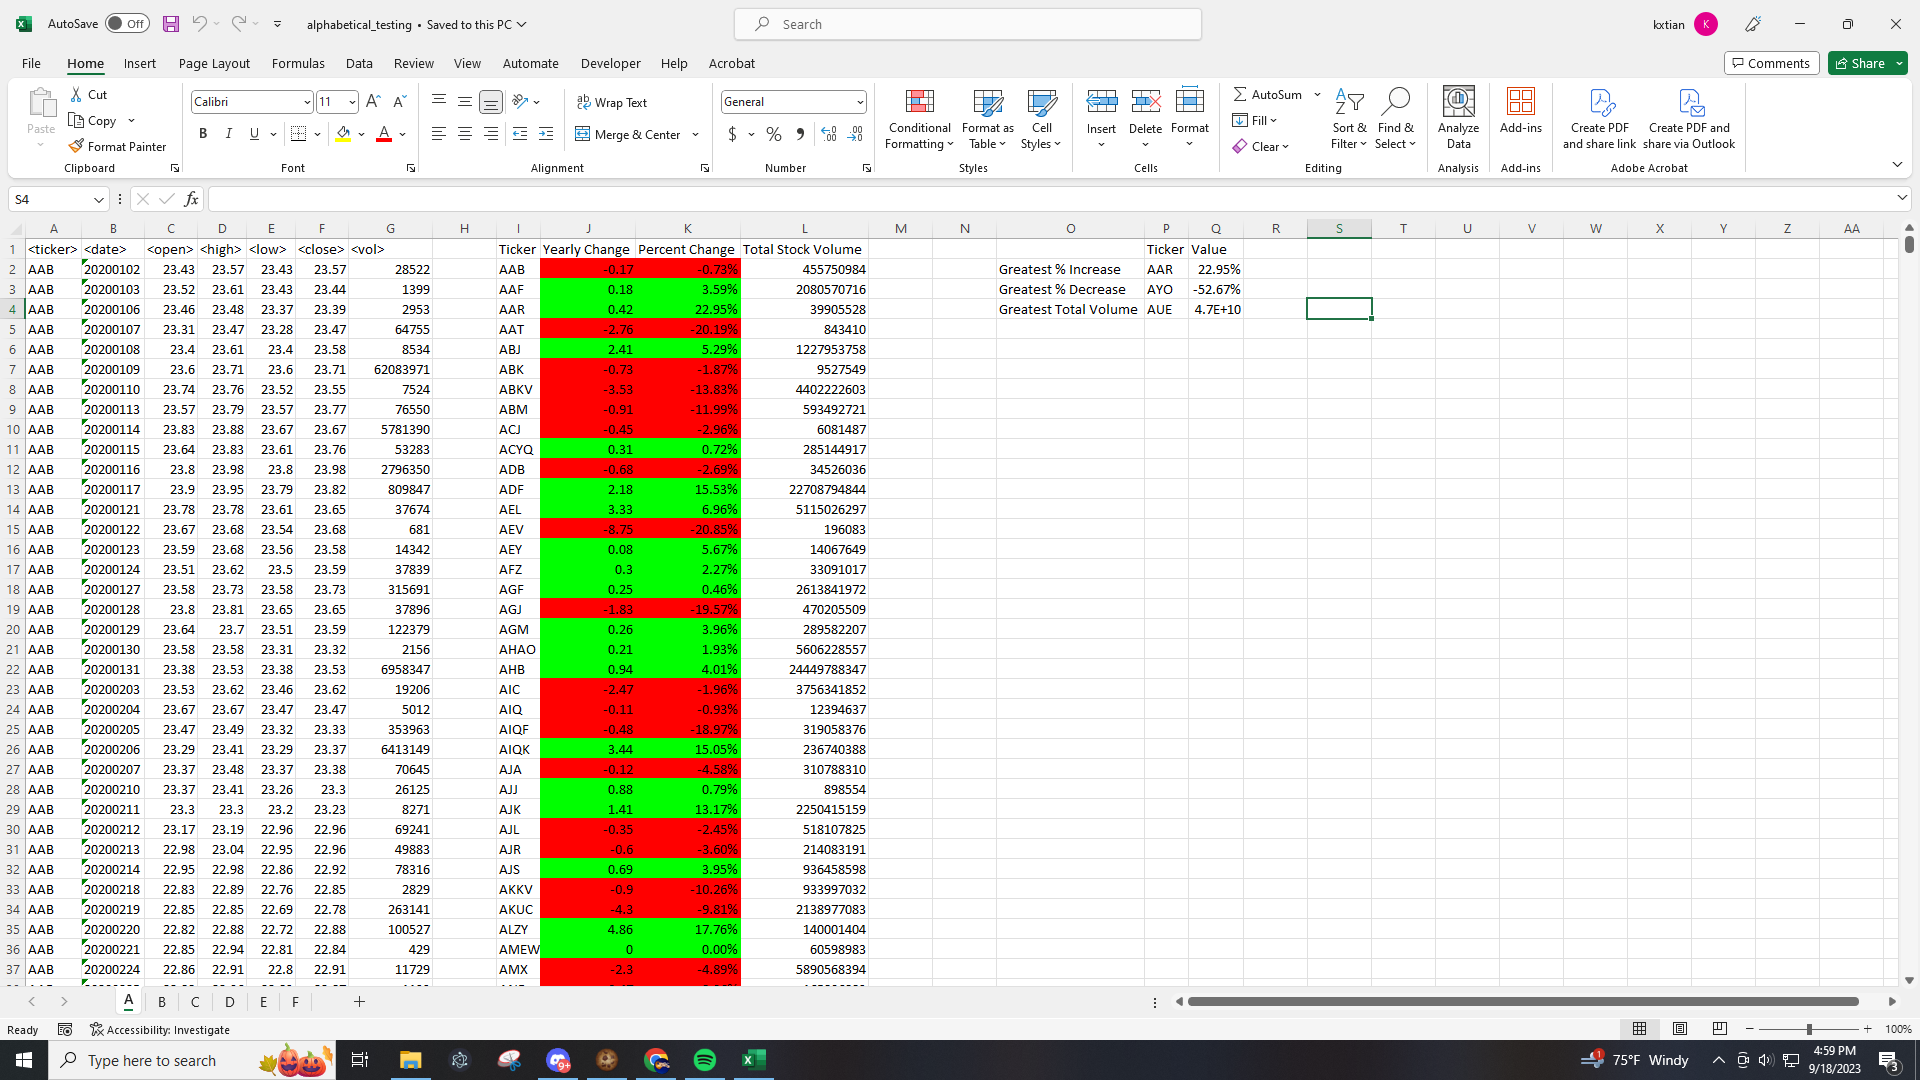 AutoSave Off alphabetical_testing • Saved to this PC Search kxtian K
File Home Insert Page Layout Formulas Data Review View Automate Developer Help Acrobat Comments Share
Paste Cut Copy Format Painter Clipboard
Calibri 11 B I U A Font
Wrap Text Merge & Center Alignment
General $ % Number
Conditional Formatting Format as Table Cell Styles Styles
Insert Delete Format Cells
AutoSum Fill Clear Sort & Filter Find & Select Editing
Analyze Data Analysis
Add-ins Add-ins
Create PDF and share link Create PDF and share via Outlook Adobe Acrobat
S4 fx
A B C D E F G H I J K L M N O P Q R S T U V W X Y Z AA
1 <ticker> <date> <open> <high> <low> <close> <vol> Ticker Yearly Change Percent Change Total Stock Volume Ticker Value
2 AAB 20200102 23.43 23.57 23.43 23.57 28522 AAB -0.17 -0.73% 455750984 Greatest % Increase AAR 22.95%
3 AAB 20200103 23.52 23.61 23.43 23.44 1399 AAF 0.18 3.59% 2080570716 Greatest % Decrease AYO -52.67%
4 AAB 20200106 23.46 23.48 23.37 23.39 2953 AAR 0.42 22.95% 39905528 Greatest Total Volume AUE 4.7E+10
5 AAB 20200107 23.31 23.47 23.28 23.47 64755 AAT -2.76 -20.19% 843410
6 AAB 20200108 23.4 23.61 23.4 23.58 8534 ABJ 2.41 5.29% 1227953758
7 AAB 20200109 23.6 23.71 23.6 23.71 62083971 ABK -0.73 -1.87% 9527549
8 AAB 20200110 23.74 23.76 23.52 23.55 7524 ABKV -3.53 -13.83% 4402222603
9 AAB 20200113 23.57 23.79 23.57 23.77 76550 ABM -0.91 -11.99% 593492721
10 AAB 20200114 23.83 23.88 23.67 23.67 5781390 ACJ -0.45 -2.96% 6081487
11 AAB 20200115 23.64 23.83 23.61 23.76 53283 ACYQ 0.31 0.72% 285144917
12 AAB 20200116 23.8 23.98 23.8 23.98 2796350 ADB -0.68 -2.69% 34526036
13 AAB 20200117 23.9 23.95 23.79 23.82 809847 ADF 2.18 15.53% 22708794844
14 AAB 20200121 23.78 23.78 23.61 23.65 37674 AEL 3.33 6.96% 5115026297
15 AAB 20200122 23.67 23.68 23.54 23.68 681 AEV -8.75 -20.85% 196083
16 AAB 20200123 23.59 23.68 23.56 23.58 14342 AEY 0.08 5.67% 14067649
17 AAB 20200124 23.51 23.62 23.5 23.59 37839 AFZ 0.3 2.27% 33091017
18 AAB 20200127 23.58 23.73 23.58 23.73 315691 AGF 0.25 0.46% 2613841972
19 AAB 20200128 23.8 23.81 23.65 23.65 37896 AGJ -1.83 -19.57% 470205509
20 AAB 20200129 23.64 23.7 23.51 23.59 122379 AGM 0.26 3.96% 289582207
21 AAB 20200130 23.58 23.58 23.31 23.32 2156 AHAO 0.21 1.93% 5606228557
22 AAB 20200131 23.38 23.53 23.38 23.53 6958347 AHB 0.94 4.01% 24449788347
23 AAB 20200203 23.53 23.62 23.46 23.62 19206 AIC -2.47 -1.96% 3756341852
24 AAB 20200204 23.67 23.67 23.47 23.47 5012 AIQ -0.11 -0.93% 12394637
25 AAB 20200205 23.47 23.49 23.32 23.33 353963 AIQF -0.48 -18.97% 319058376
26 AAB 20200206 23.29 23.41 23.29 23.37 6413149 AIQK 3.44 15.05% 236740388
27 AAB 20200207 23.37 23.48 23.37 23.38 70645 AJA -0.12 -4.58% 310788310
28 AAB 20200210 23.37 23.41 23.26 23.3 26125 AJJ 0.88 0.79% 898554
29 AAB 20200211 23.3 23.3 23.2 23.23 8271 AJK 1.41 13.17% 2250415159
30 AAB 20200212 23.17 23.19 22.96 22.96 69241 AJL -0.35 -2.45% 518107825
31 AAB 20200213 22.98 23.04 22.95 22.96 49883 AJR -0.6 -3.60% 214083191
32 AAB 20200214 22.95 22.98 22.86 22.92 78316 AJS 0.69 3.95% 936458598
33 AAB 20200218 22.83 22.89 22.76 22.85 2829 AKKV -0.9 -10.26% 933997032
34 AAB 20200219 22.85 22.85 22.69 22.78 263141 AKUC -4.3 -9.81% 2138977083
35 AAB 20200220 22.82 22.88 22.72 22.88 100527 ALZY 4.86 17.76% 140001404
36 AAB 20200221 22.85 22.94 22.81 22.84 429 AMEW 0 0.00% 60598983
37 AAB 20200224 22.86 22.91 22.8 22.91 11729 AMX -2.3 -4.89% 5890568394
A B C D E F
Ready Accessibility: Investigate 100%
Type here to search 9+ 1 75°F Windy 4:59 PM 9/18/2023 3